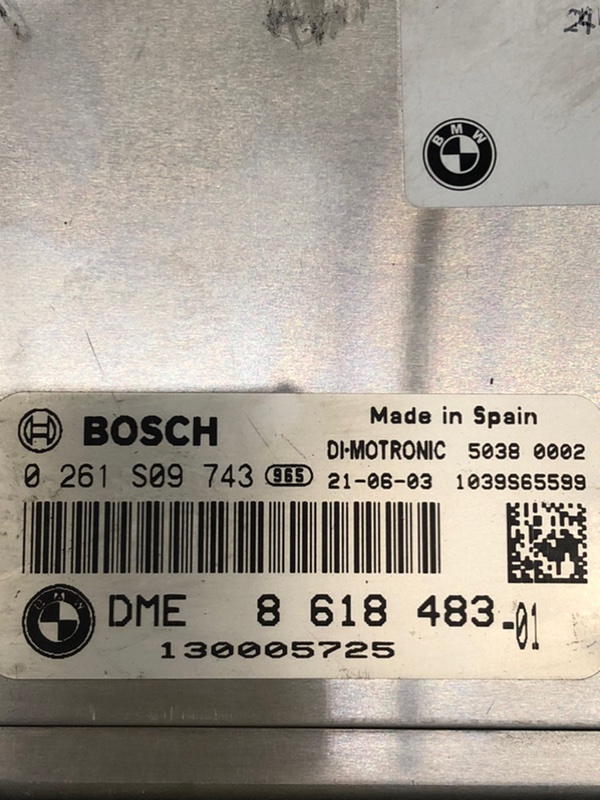 BMW
BOSCH
Made in Spain
DI-MOTRONIC 5038 0002
0 261 S09 743 965
21-06-03 1039S65599
BMW
DME 8 618 483-01
130005725